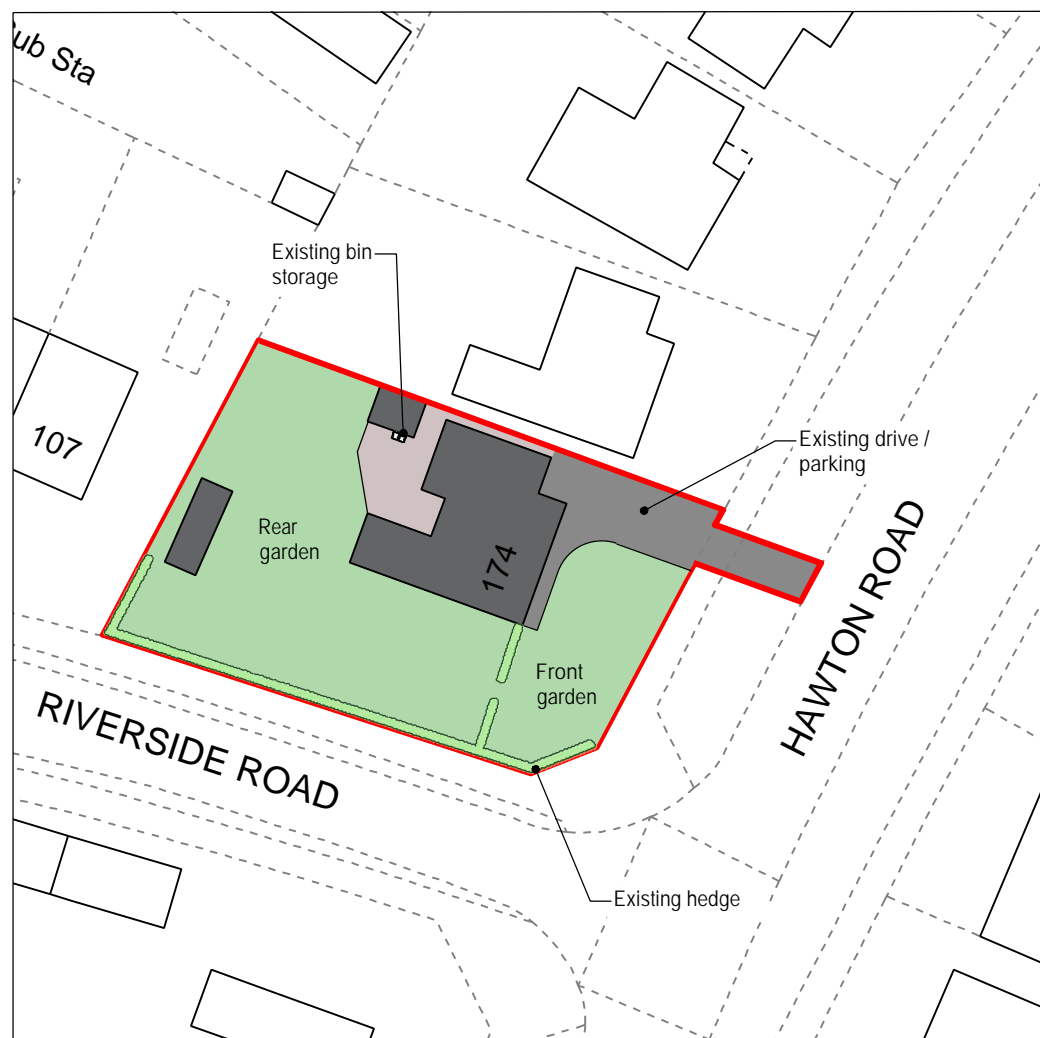 Sub Sta
Existing bin
storage
107
Existing drive /
parking
Rear
garden
174
HAWTON ROAD
Front
garden
RIVERSIDE ROAD
Existing hedge